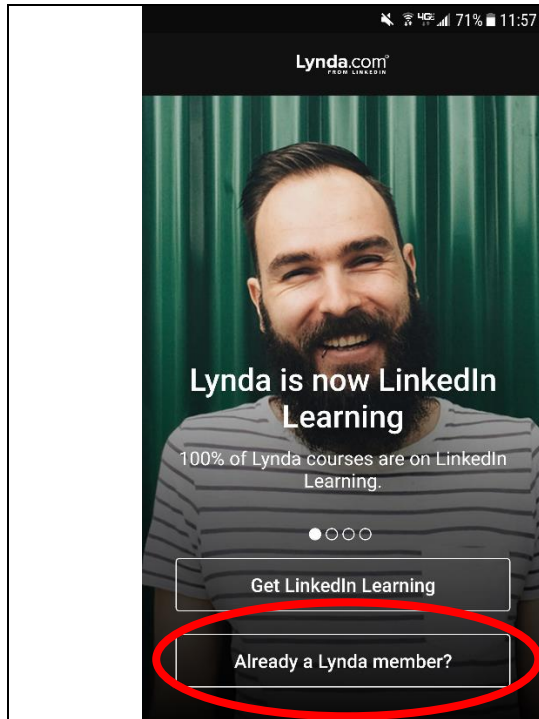 4GE 71% 11:57
Lynda.com®
FROM LINKEDIN
Lynda is now LinkedIn
Learning
100% of Lynda courses are on LinkedIn
Learning.
Get LinkedIn Learning
Already a Lynda member?